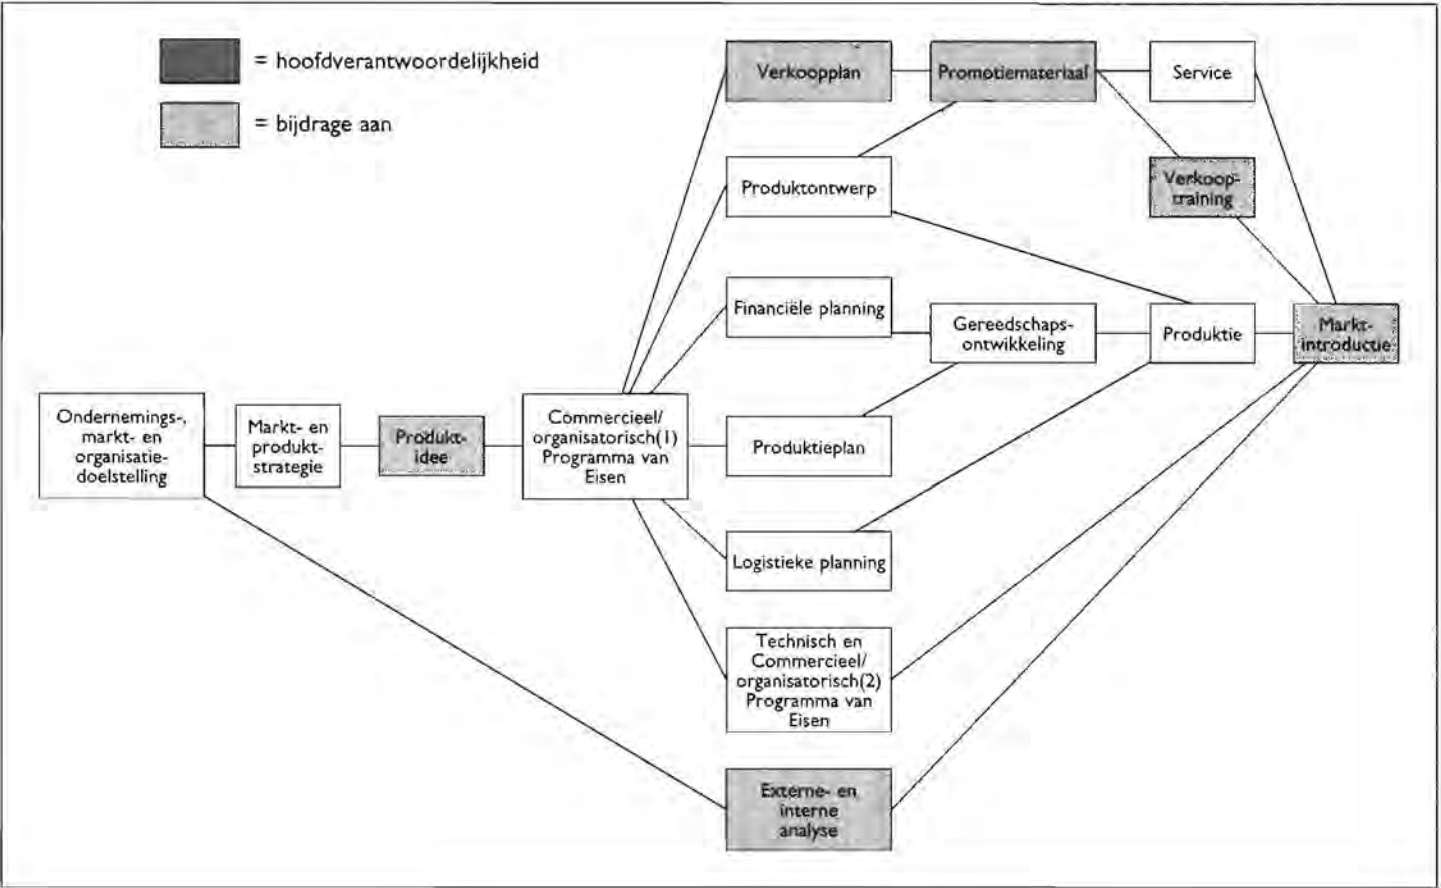 = hoofdverantwoordelijkheid
= bijdrage aan
Verkoopplan
Promotiemateriaal
Service
Produktontwerp
Verkoop-
training
Financiële planning
Gereedschaps-
ontwikkeling
Produktie
Markt-
introductie
Ondernemings-,
markt- en
organisatie-
doelstelling
Markt- en
produkt-
strategie
Produkt-
idee
Commercieel/
organisatorisch(1)
Programma van
Eisen
Produktieplan
Logistieke planning
Technisch en
Commercieel/
organisatorisch(2)
Programma van
Eisen
Externe- en
interne
analyse